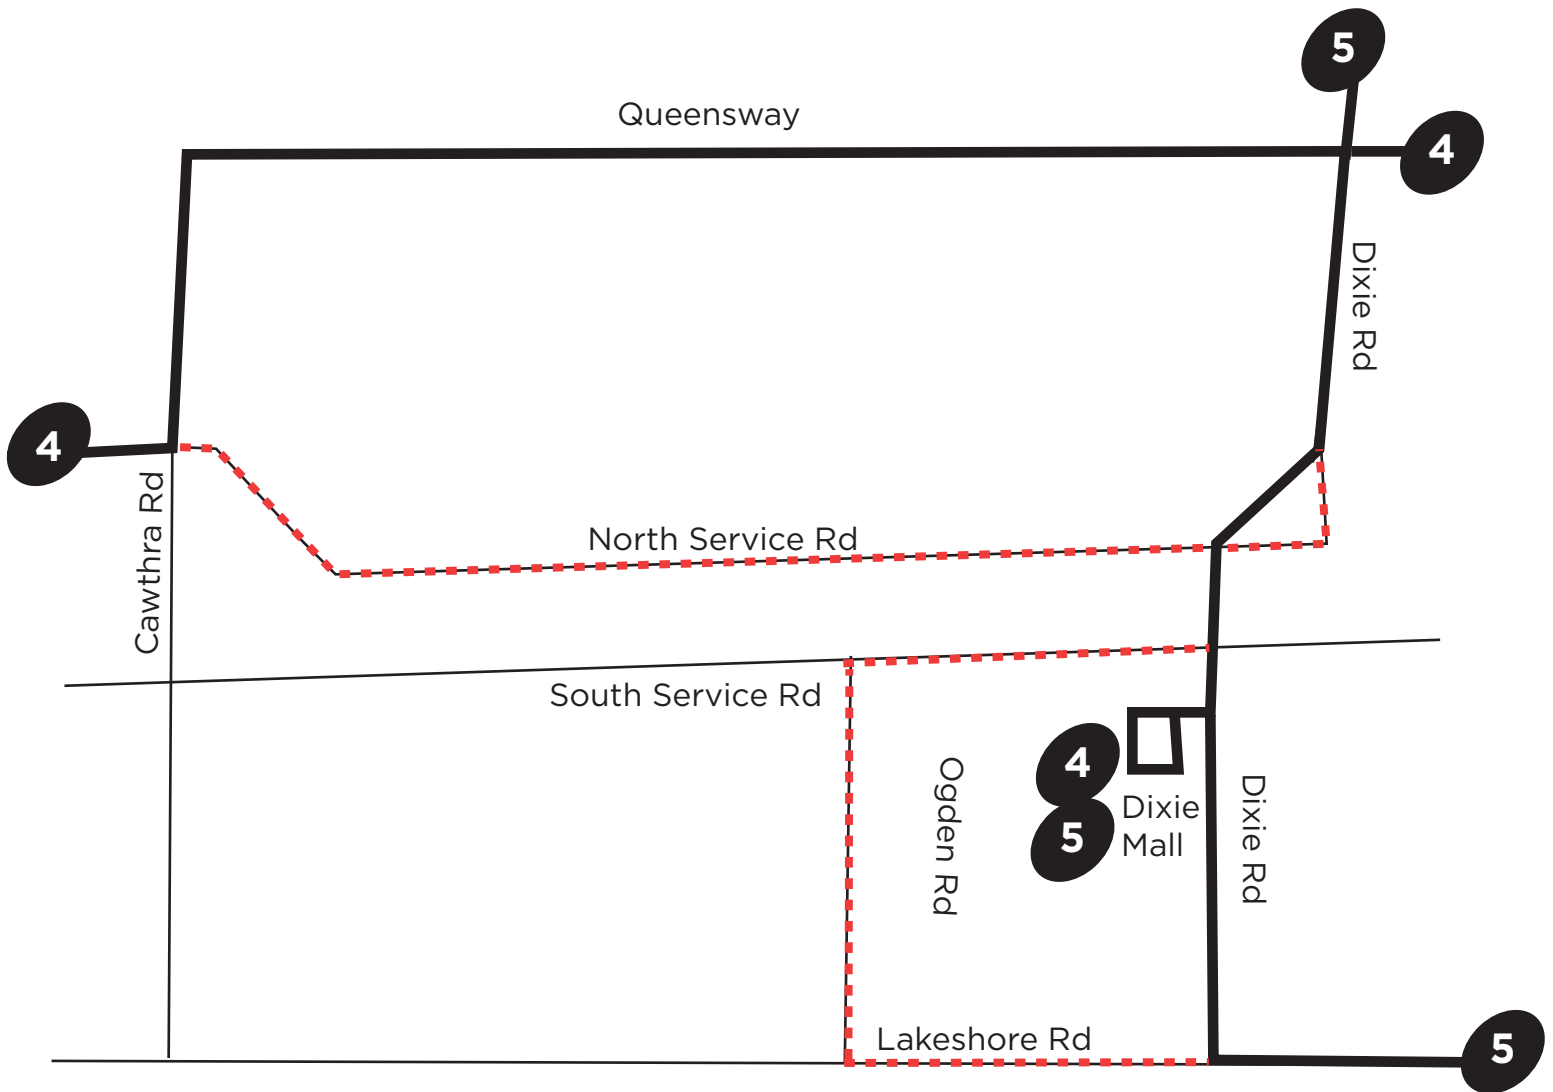 5
Queensway
4
Dixie Rd
4
Cawthra Rd
North Service Rd
South Service Rd
Ogden Rd
4
5
Dixie
Mall
Dixie Rd
Lakeshore Rd
5